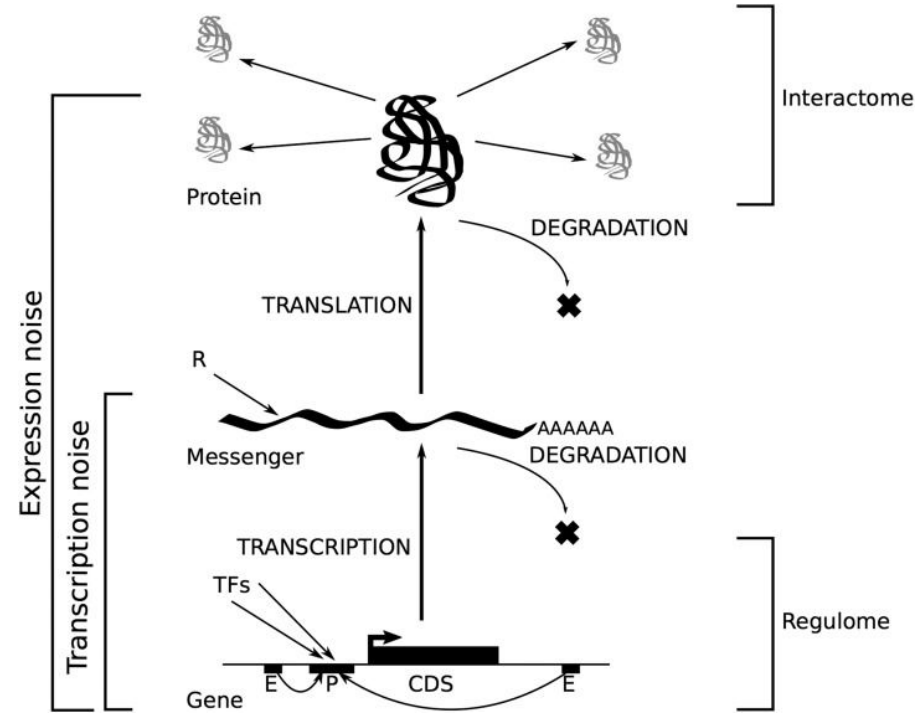 Interactome
Protein
DEGRADATION
TRANSLATION
Expression noise
R
AAAAAA
Messenger
DEGRADATION
Transcription noise
TRANSCRIPTION
TFs
Regulome
E
P
CDS
E
Gene